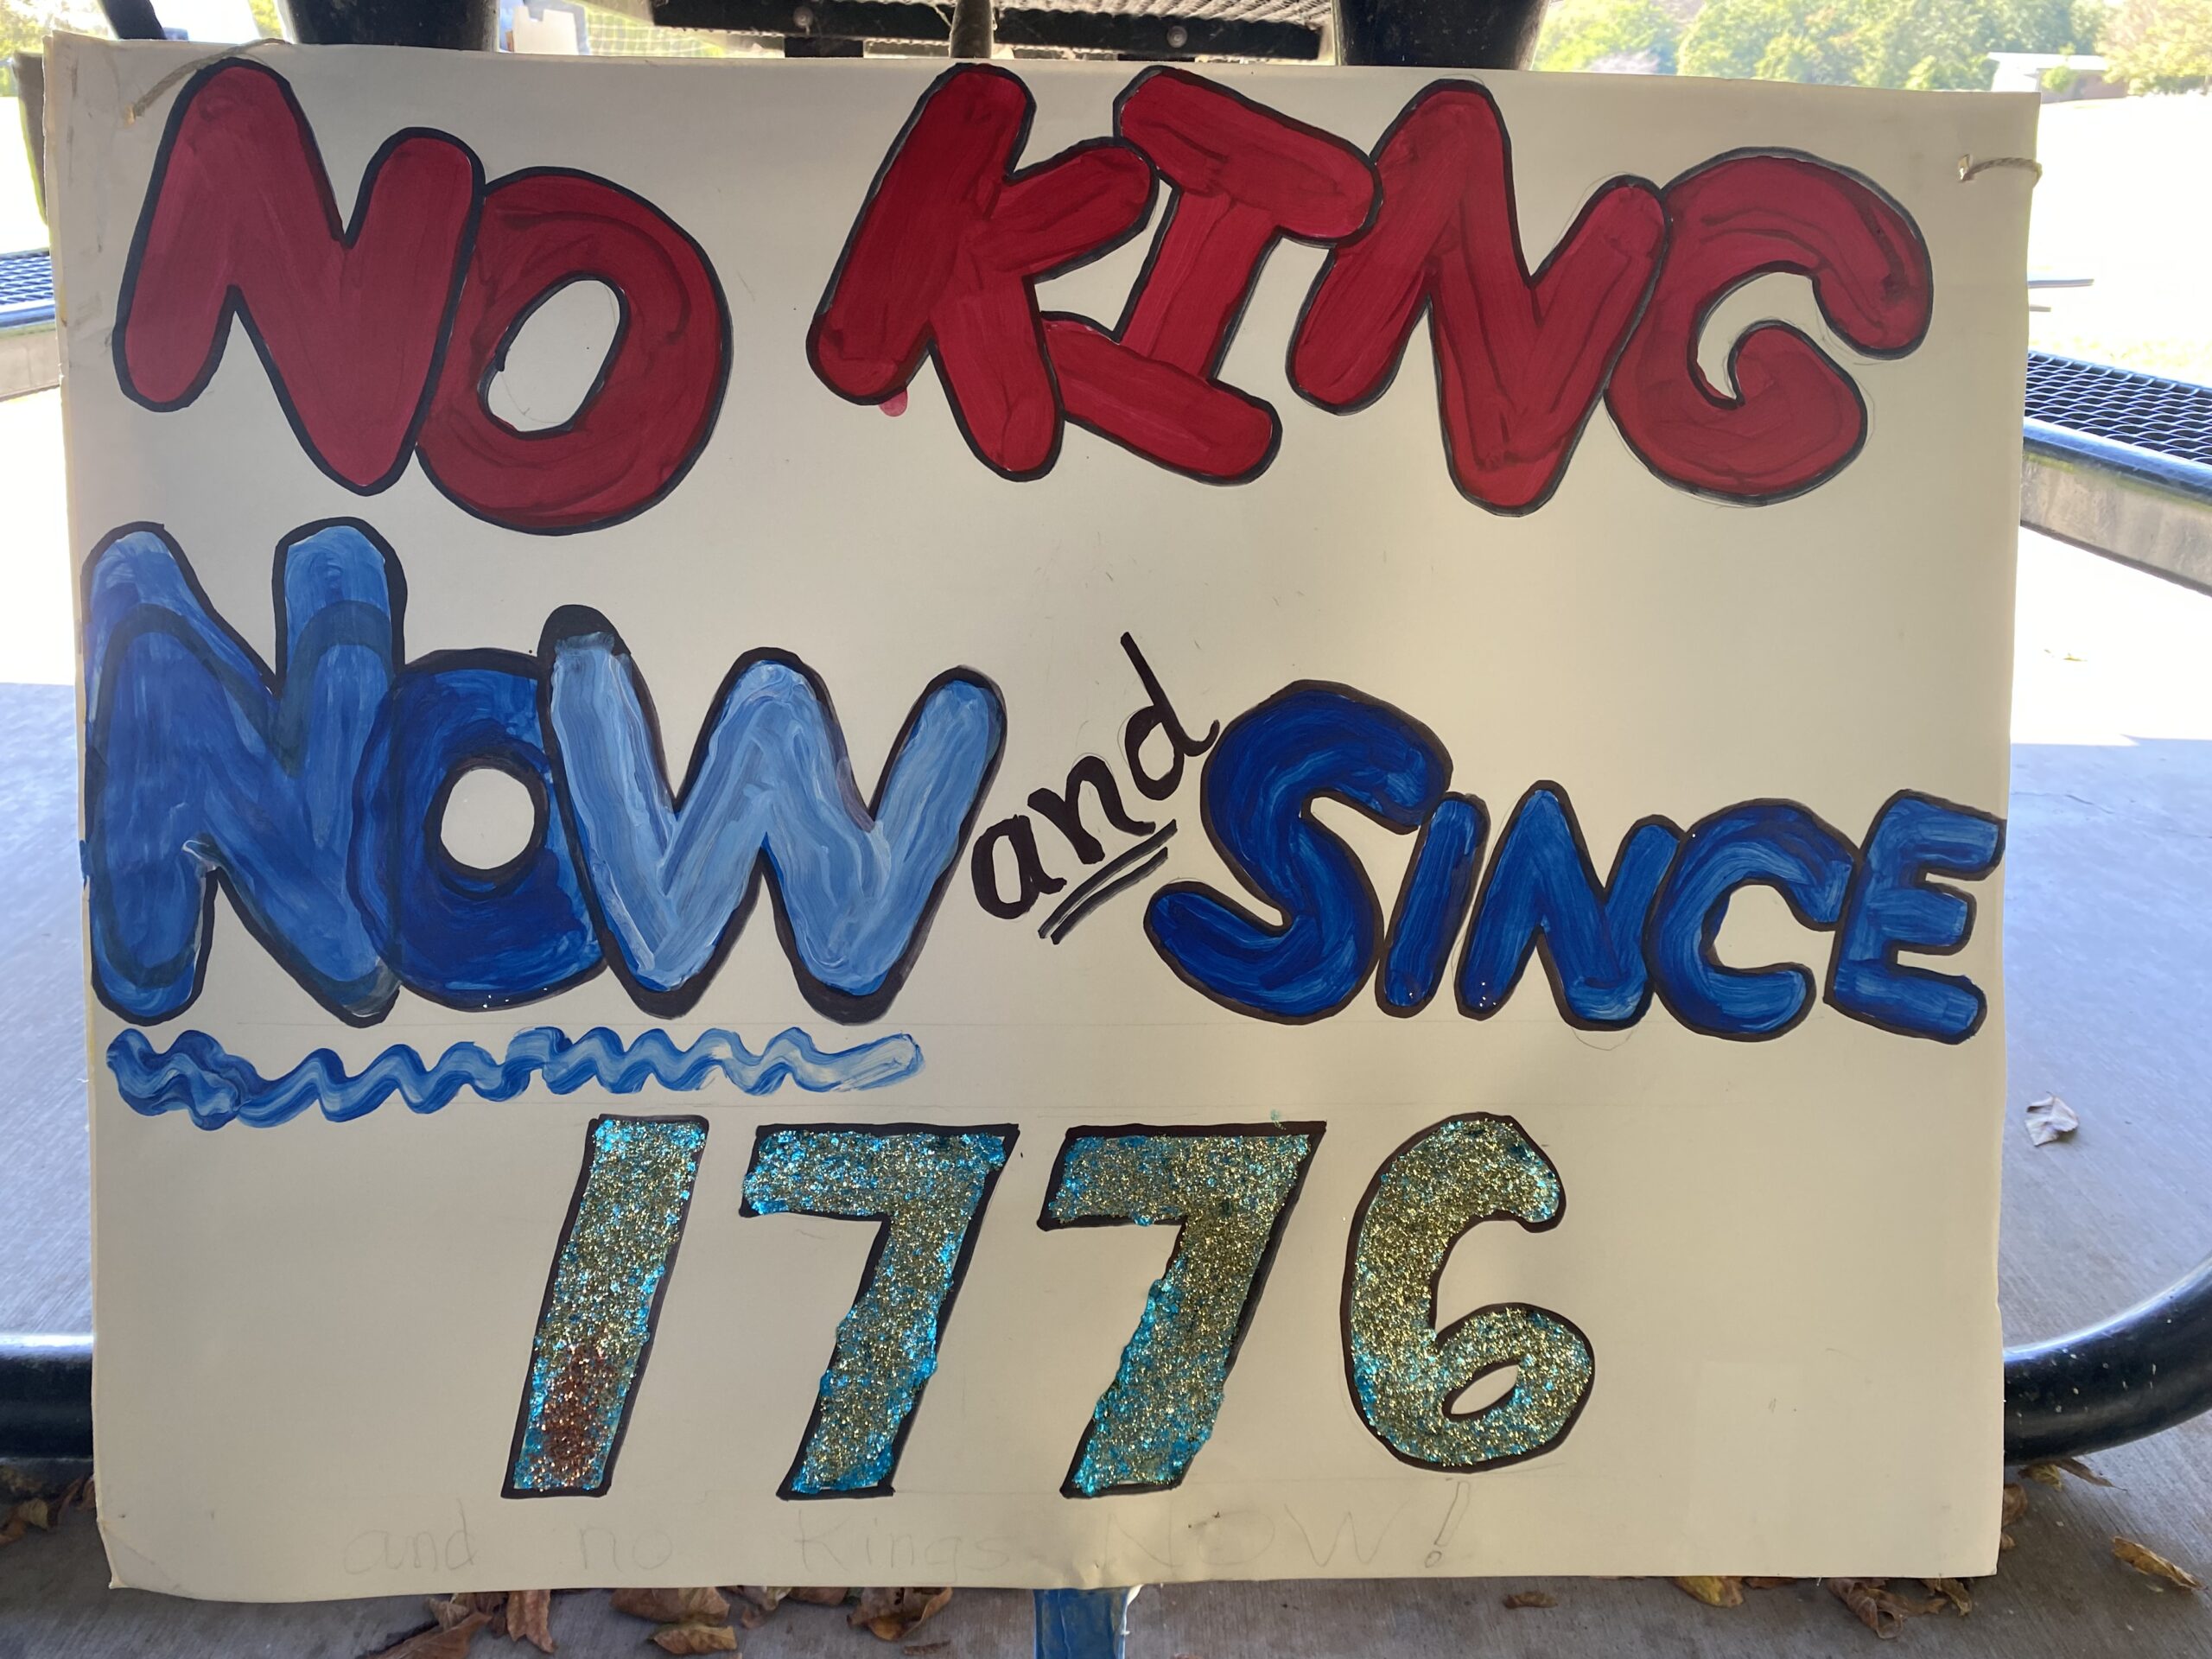 NO KING
NOW and SINCE
1776
and no kings NOW!